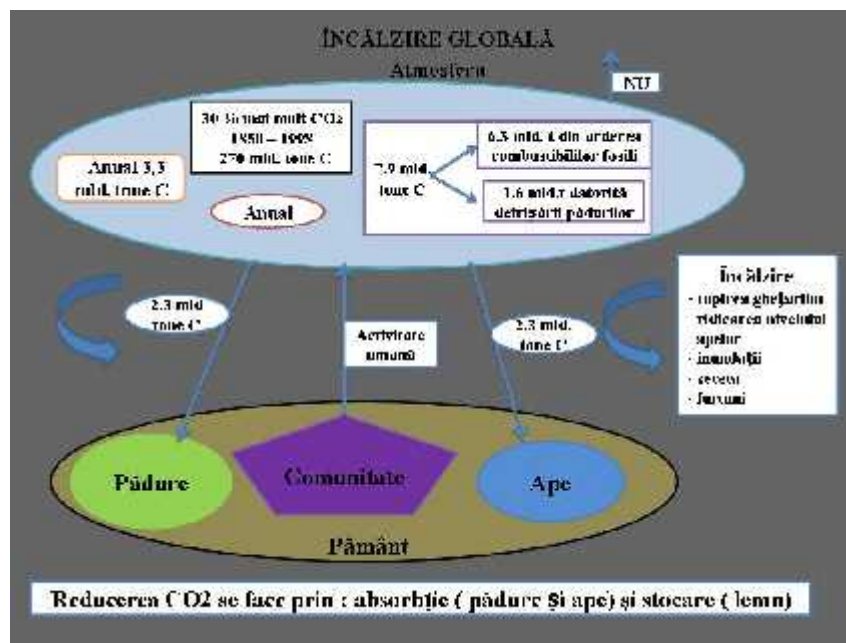 ÎNCĂLZIRE GLOBALĂ
Atmosfera
NU
30 % mai mult CO2
1850 – 1998
270 mld. tone C
Anual 3,3
mld. tone C
Anual
7.9 mld.
tone C
6.3 mld. t din arderea
combustibililor fosili
1.6 mld.t datorită
defrișării pădurilor
2.3 mld.
tone C
Activitate
umană
2.3 mld.
tone C
Încălzire
- topirea ghețarilor
ridicarea nivelului
apelor
- inundații
- seceta
- furtuni
Pădure
Comunitate
Ape
Pământ
Reducerea CO2 se face prin : absorbție ( pădure și ape) și stocare ( lemn)